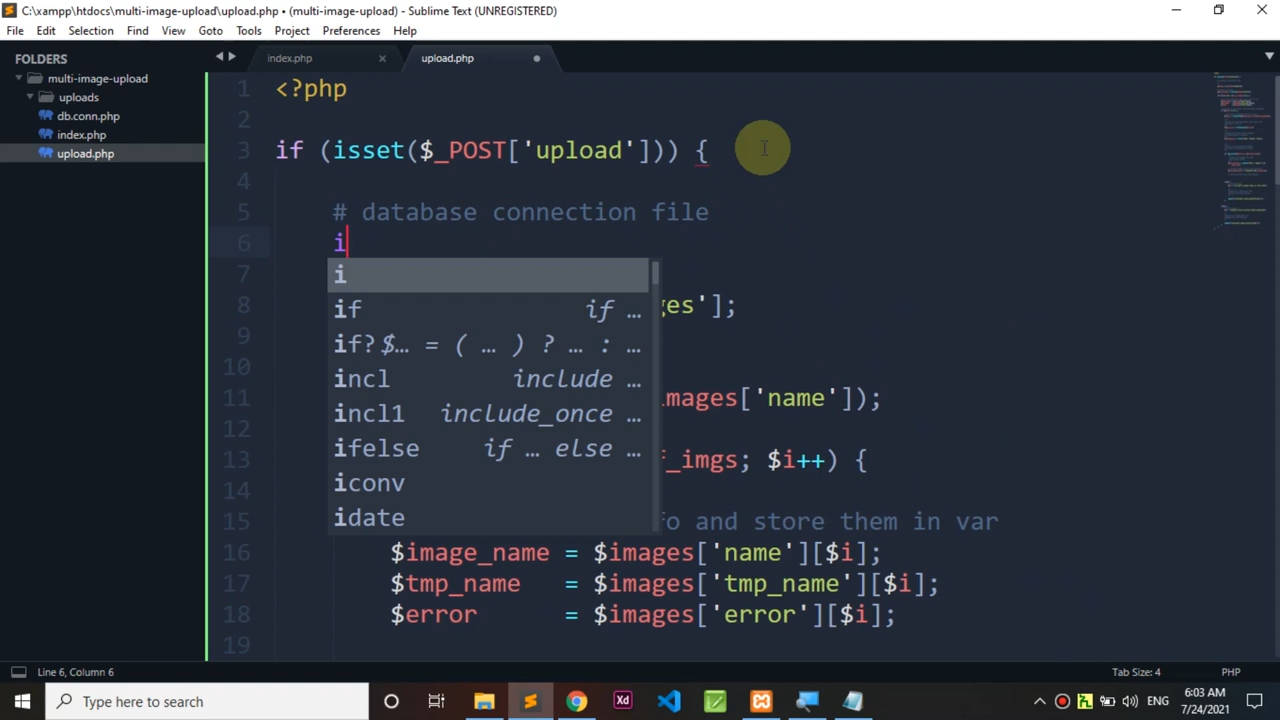 C:\xampp\htdocs\multi-image-upload\upload.php • (multi-image-upload) - Sublime Text (UNREGISTERED)
File Edit Selection Find View Goto Tools Project Preferences Help
FOLDERS
multi-image-upload
uploads
db.conn.php
index.php
upload.php
index.php upload.php
1 <?php
2
3 if (isset($_POST['upload'])) {
4
5 # database connection file
6 i
7 i
8 if if … ges'];
9 if?$… = ( … ) ? … : …
10 incl include …
11 incl1 include_once … mages['name']);
12 ifelse if … else …
13 iconv f_imgs; $i++) {
14 idate
15 fo and store them in var
16 $image_name = $images['name'][$i];
17 $tmp_name = $images['tmp_name'][$i];
18 $error = $images['error'][$i];
19
Line 6, Column 6 Tab Size: 4 PHP
Type here to search ENG 6:03 AM
7/24/2021